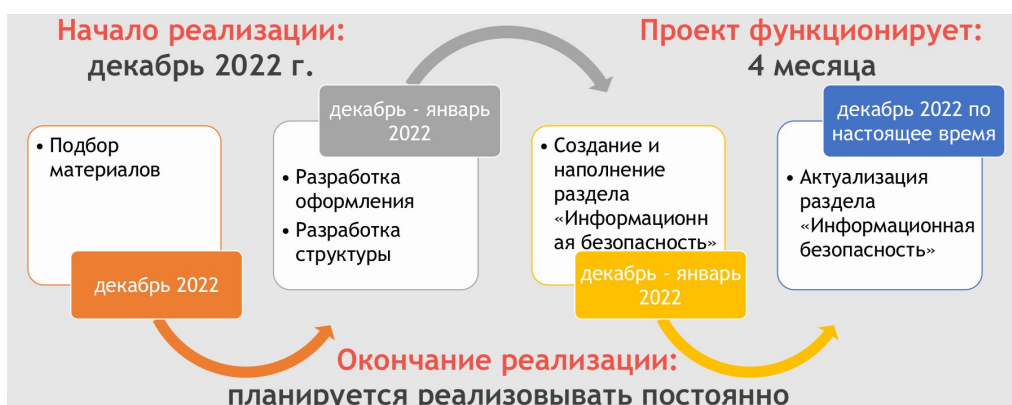 Начало реализации:
декабрь 2022 г.
Проект функционирует:
4 месяца
• Подбор
материалов
декабрь 2022
декабрь - январь
2022
• Разработка
оформления
• Разработка
структуры
• Создание и
наполнение
раздела
«Информационн
ая безопасность»
декабрь - январь
2022
декабрь 2022 по
настоящее время
• Актуализация
раздела
«Информационная
безопасность»
Окончание реализации:
планируется реализовывать постоянно